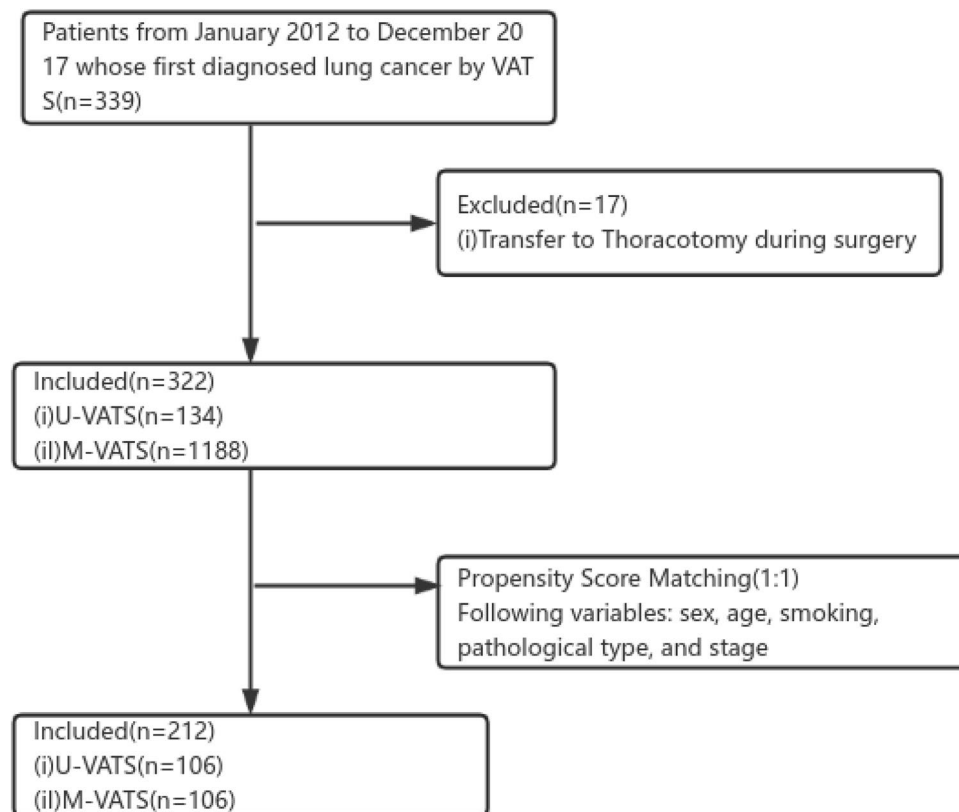 Patients from January 2012 to December 20
17 whose first diagnosed lung cancer by VAT
S(n=339)
Excluded(n=17)
(i)Transfer to Thoracotomy during surgery
Included(n=322)
(i)U-VATS(n=134)
(iI)M-VATS(n=1188)
Propensity Score Matching(1:1)
Following variables: sex, age, smoking,
pathological type, and stage
Included(n=212)
(i)U-VATS(n=106)
(iI)M-VATS(n=106)